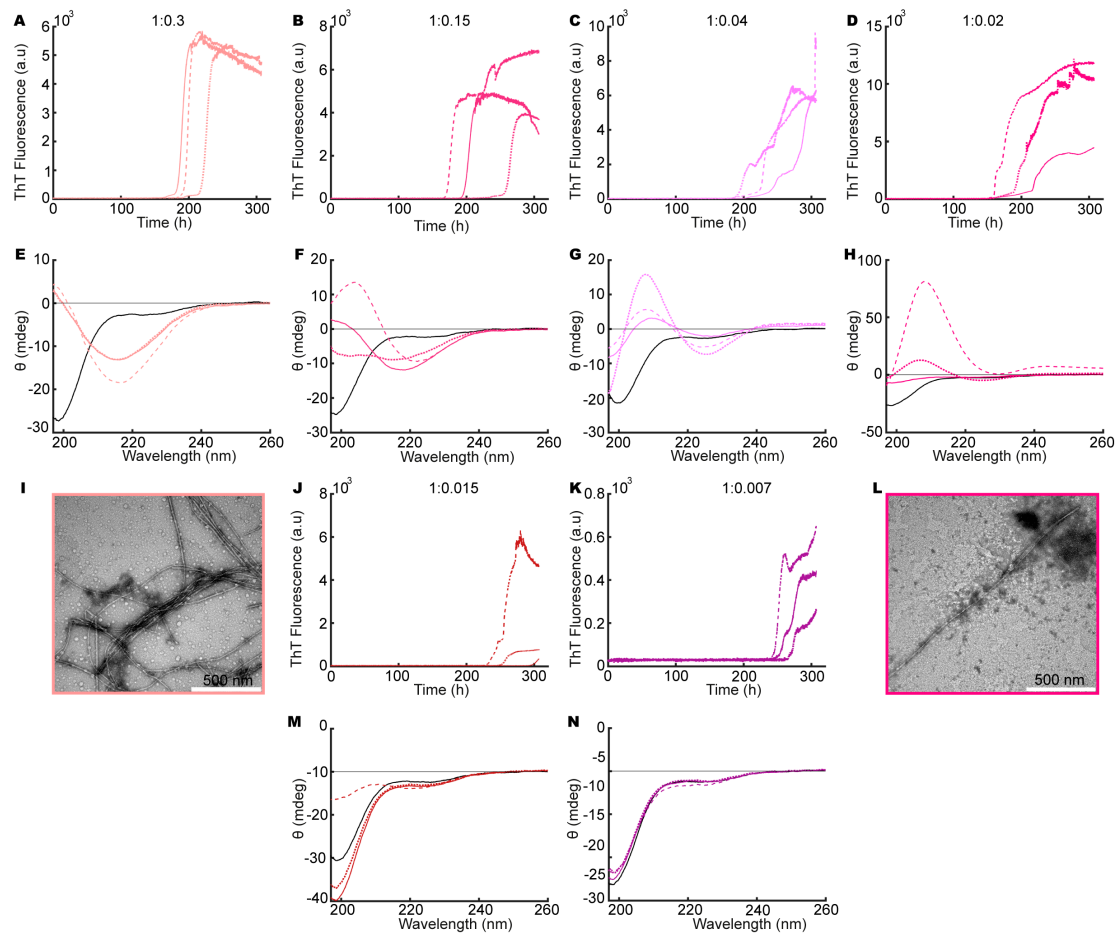 A 1:0.3 B 1:0.15 C 1:0.04 D 1:0.02
10³ 10³ 10³ 10³
ThT Fluorescence (a.u) 6 5 4 3 2 1 0
0 100 200 300
Time (h)
ThT Fluorescence (a.u) 8 6 4 2 0
0 100 200 300
Time (h)
ThT Fluorescence (a.u) 10 8 6 4 2 0
0 100 200 300
Time (h)
ThT Fluorescence (a.u) 15 10 5 0
0 100 200 300
Time (h)
E F G H
θ (mdeg) 10 0 -10 -20 -30
200 220 240 260
Wavelength (nm)
θ (mdeg) 20 10 0 -10 -20 -30
200 220 240 260
Wavelength (nm)
θ (mdeg) 20 10 0 -10 -20 -30
200 220 240 260
Wavelength (nm)
θ (mdeg) 100 50 0 -50
200 220 240 260
Wavelength (nm)
I J 1:0.015 K 1:0.007 L
500 nm
10³
ThT Fluorescence (a.u) 8 6 4 2 0
0 100 200 300
Time (h)
10³
ThT Fluorescence (a.u) 0.8 0.6 0.4 0.2 0
0 100 200 300
Time (h)
500 nm
M N
θ (mdeg) 0 -10 -20 -30 -40
200 220 240 260
Wavelength (nm)
θ (mdeg) 0 -5 -10 -15 -20 -25 -30
200 220 240 260
Wavelength (nm)